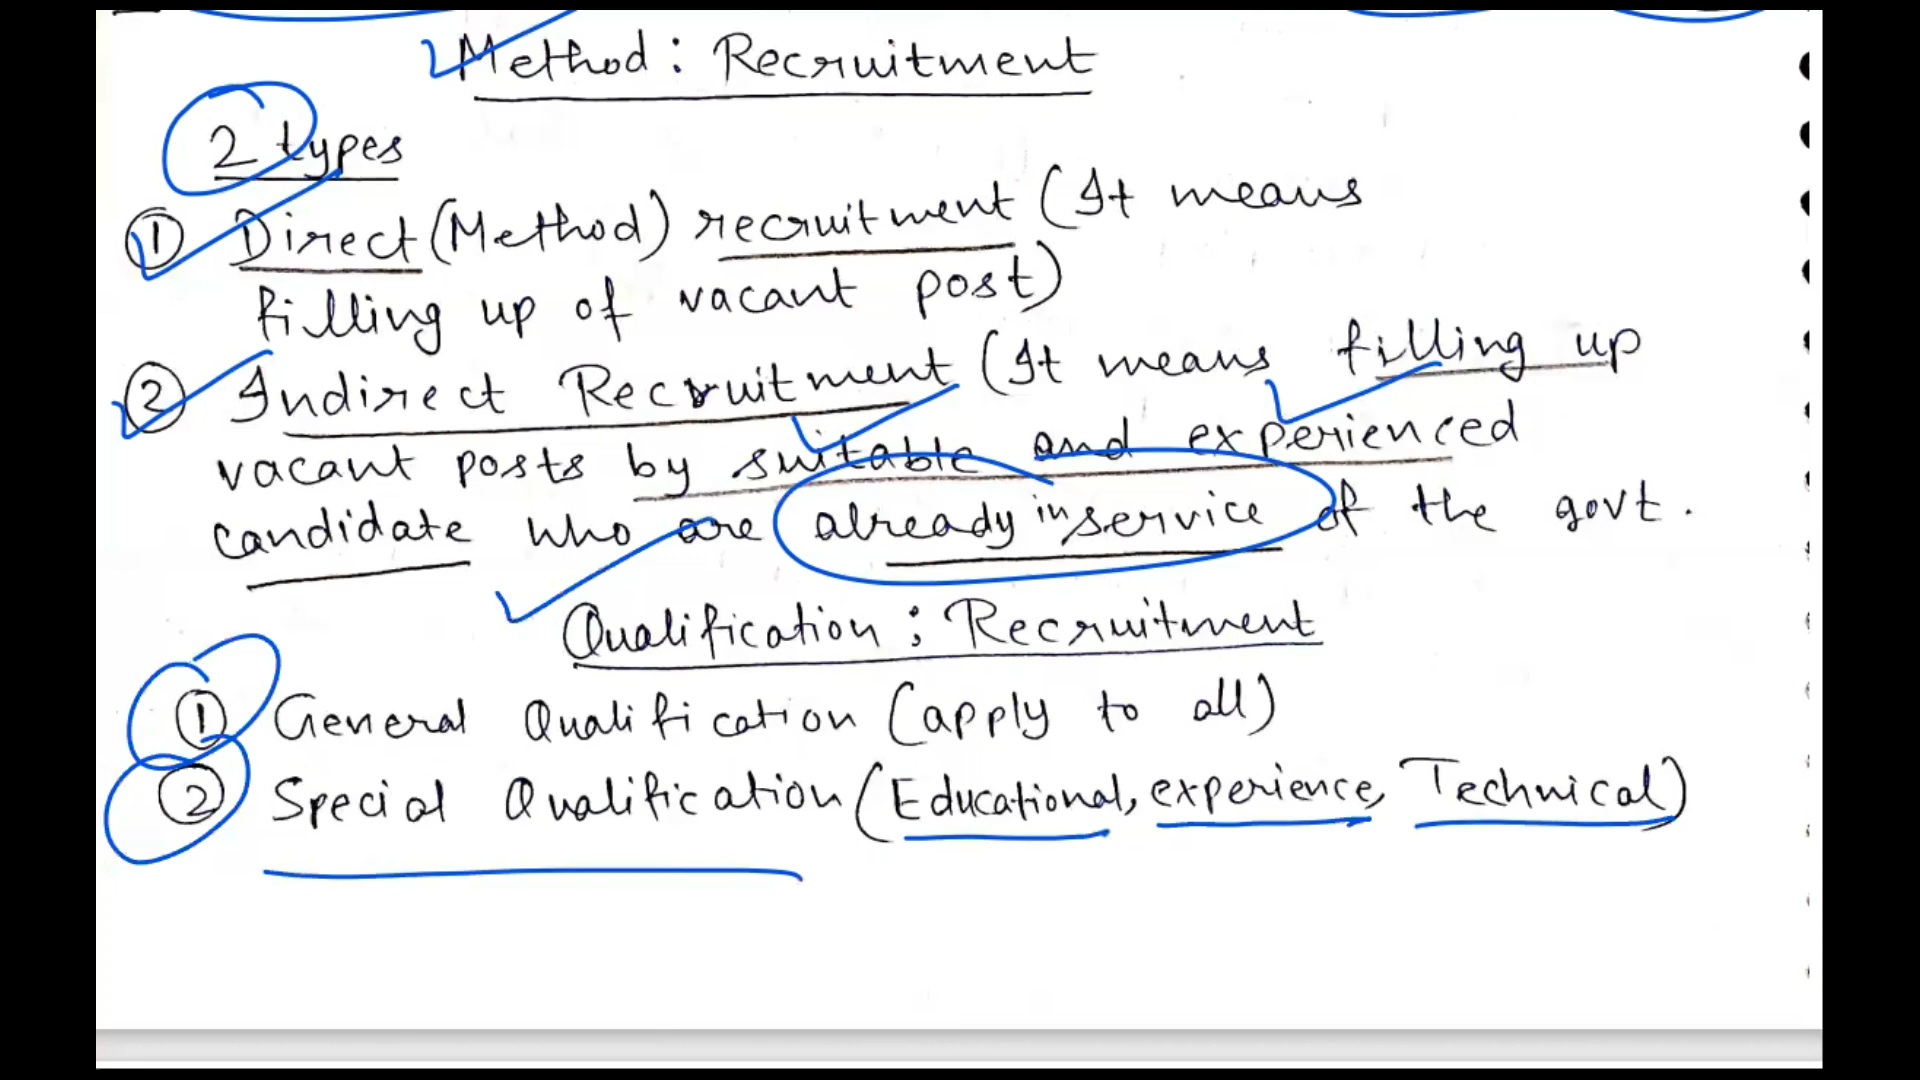 Method : Recruitment
2 types
① Direct (Method) recruitment (It means
filling up of vacant post)
② Indirect Recruitment (It means filling up
vacant posts by suitable and experienced
candidate who are already in service of the govt.
Qualification : Recruitment
① General Qualification (apply to all)
② Special Qualification (Educational, experience, Technical)